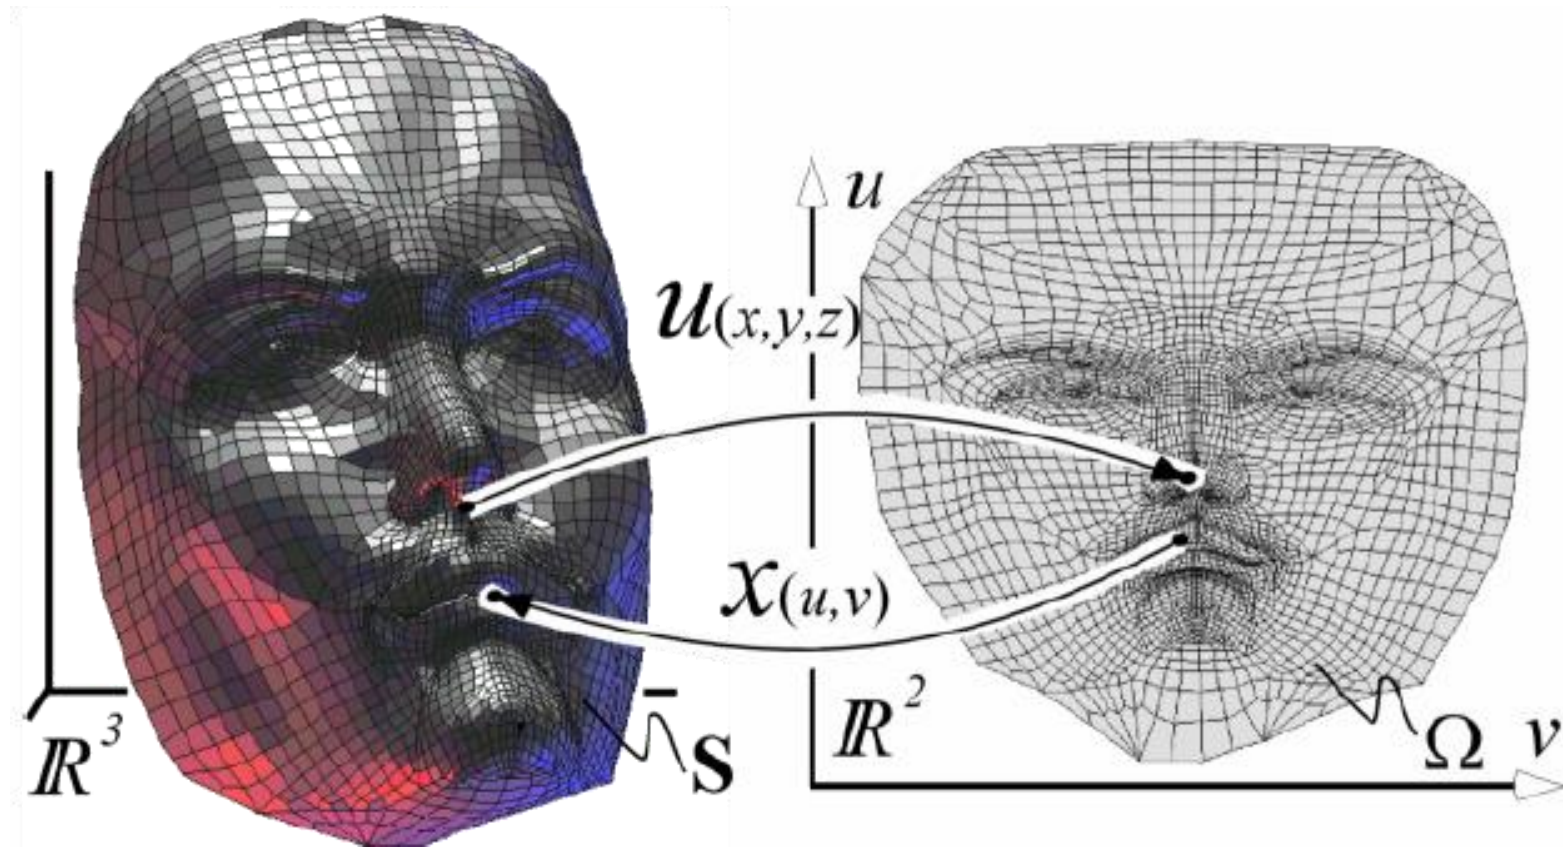 u
u(x,y,z)
x(u,v)
ℝ³
S
ℝ²
Ω
v